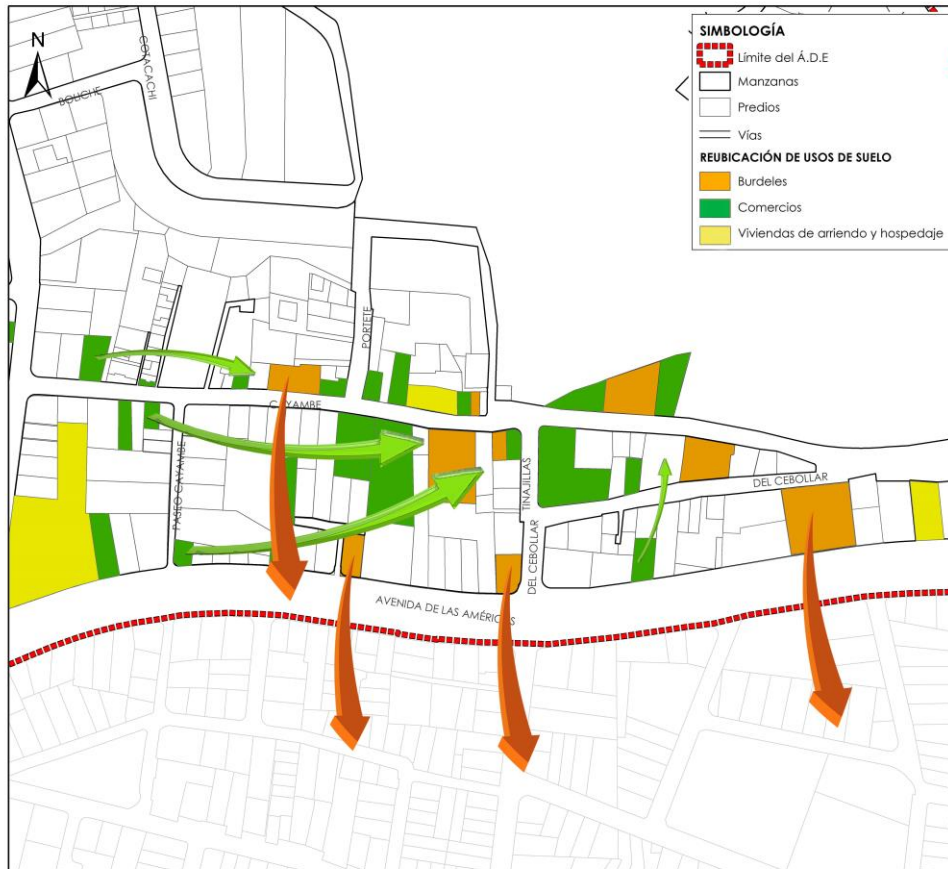 N
SIMBOLOGÍA
Límite del Á.D.E
Manzanas
Predios
Vías
REUBICACIÓN DE USOS DE SUELO
Burdeles
Comercios
Viviendas de arriendo y hospedaje
COTACACHI
BOLICHE
PORTETE
CAYAMBE
PASEO CAYAMBE
TINAJILLAS
DEL CEBOLLAR
DEL CEBOLLAR
AVENIDA DE LAS AMÉRICAS